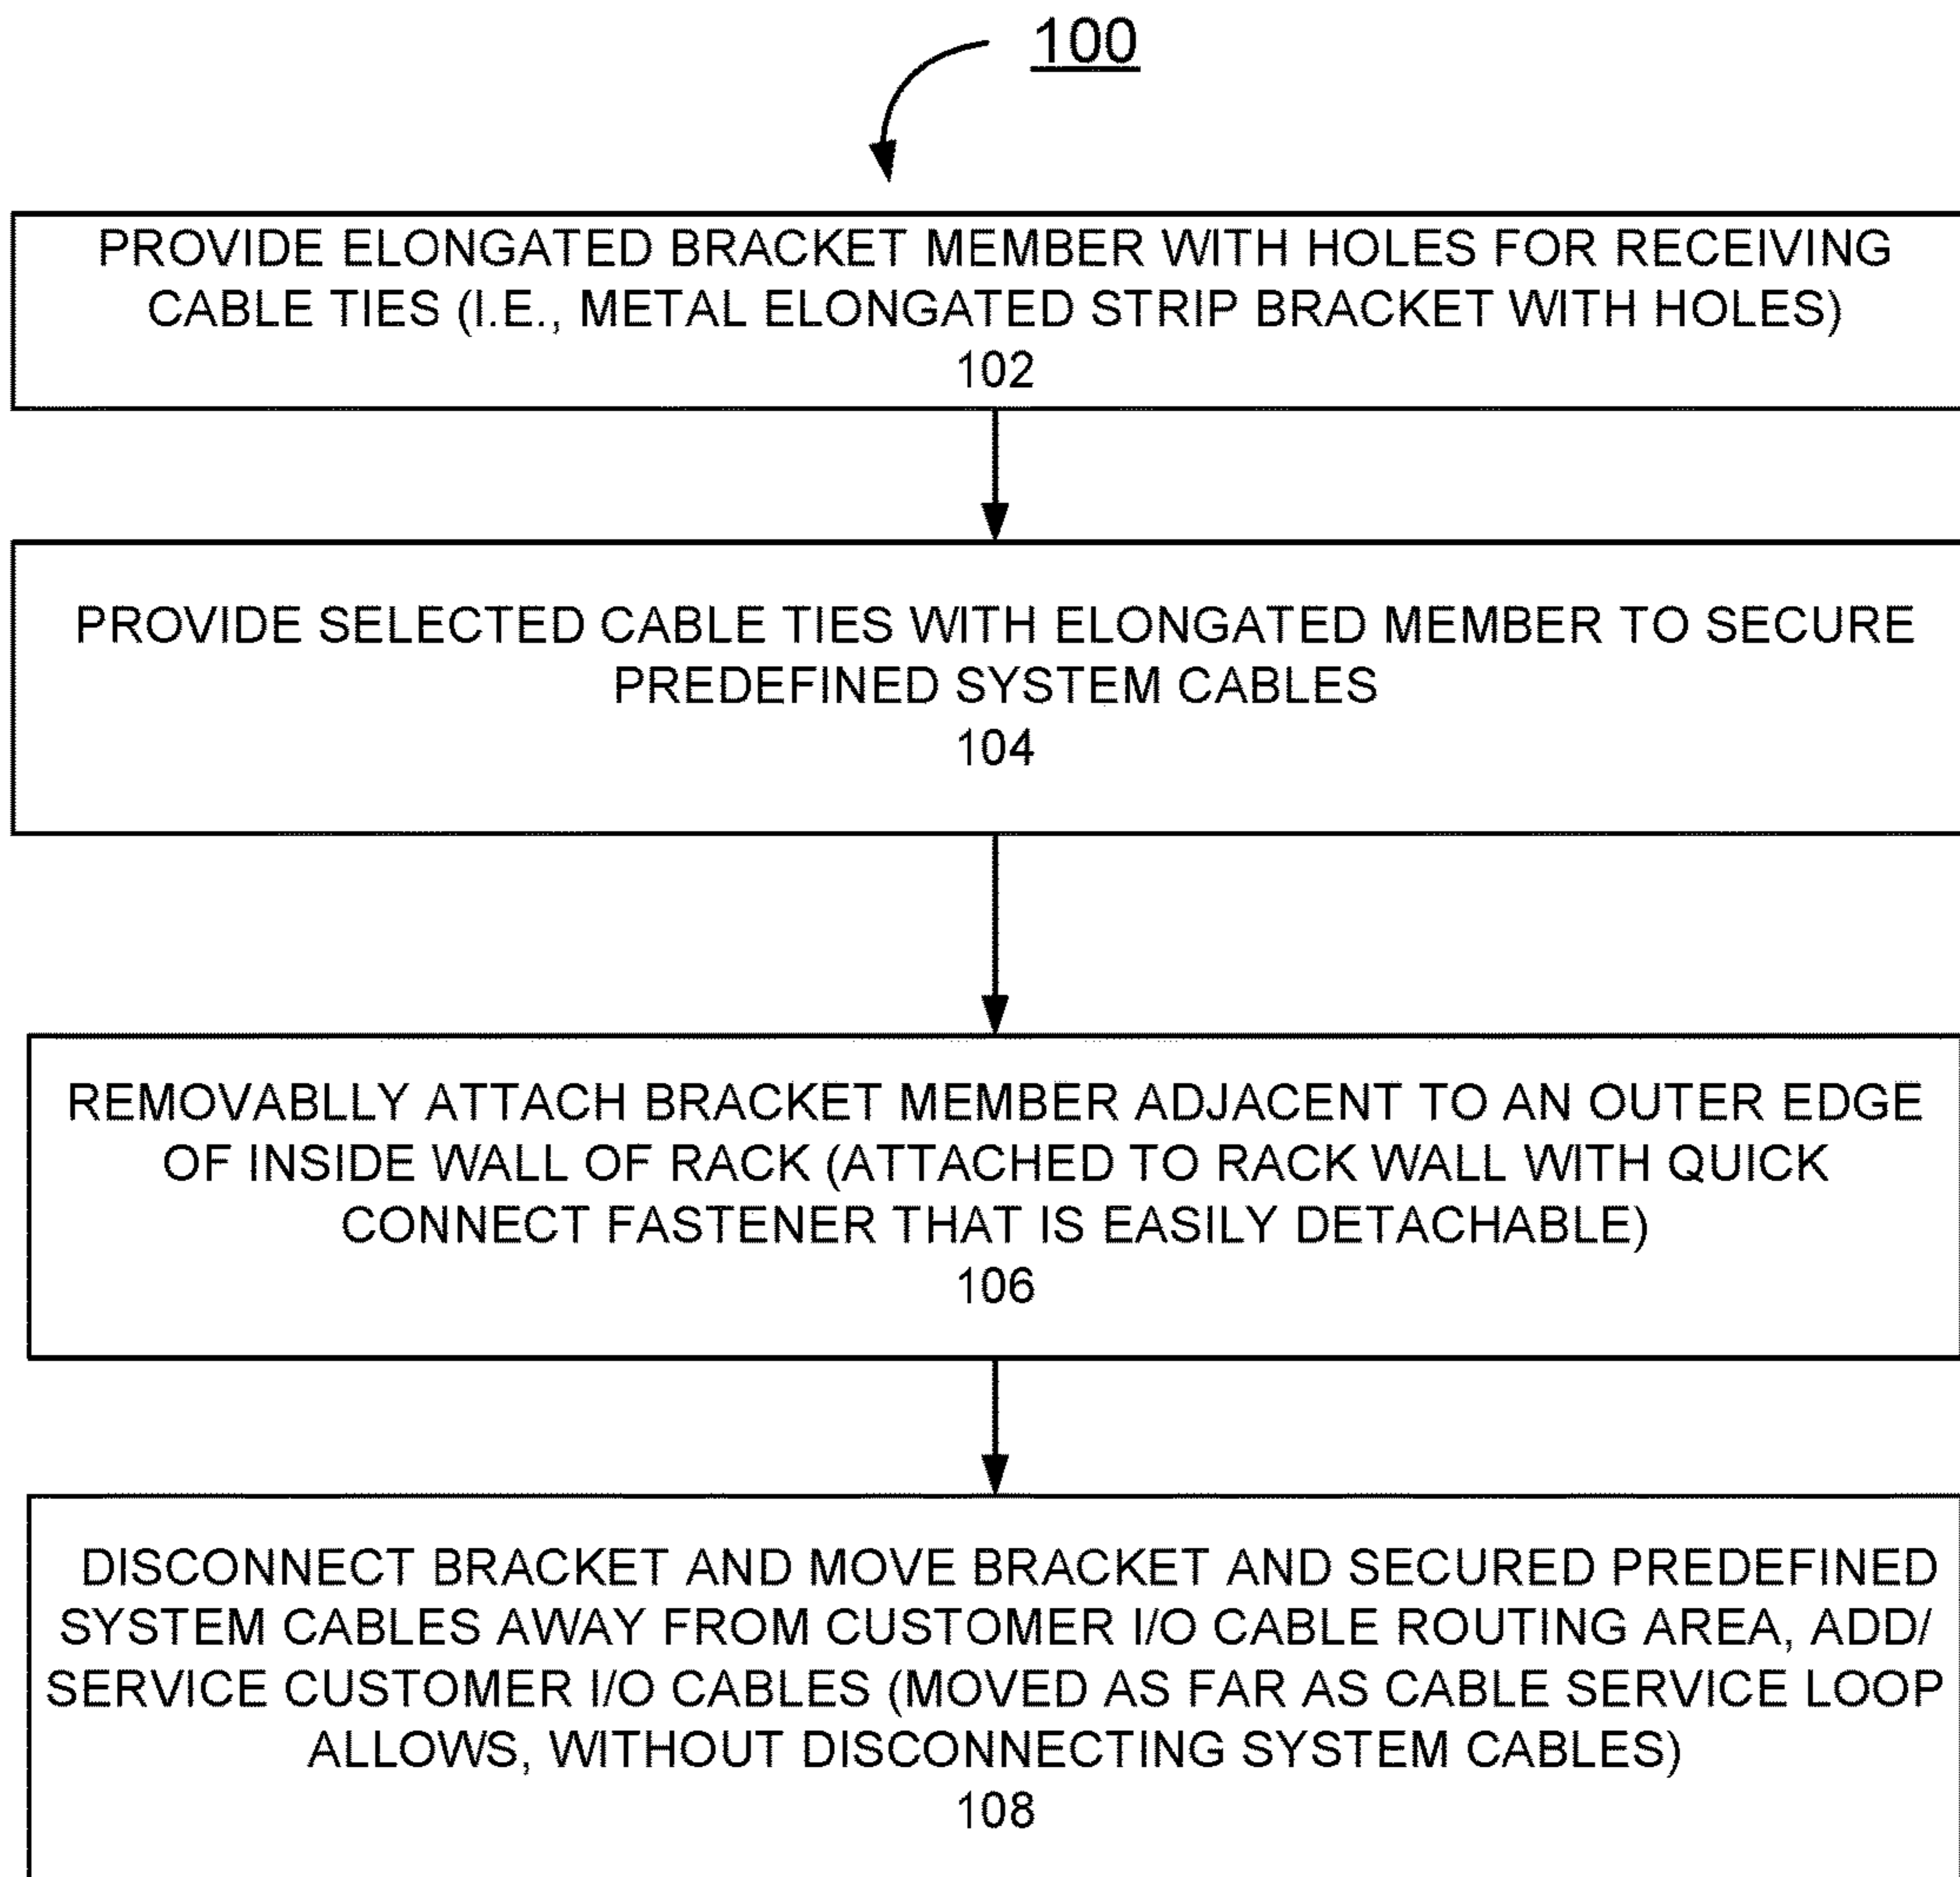 100
PROVIDE ELONGATED BRACKET MEMBER WITH HOLES FOR RECEIVING
CABLE TIES (I.E., METAL ELONGATED STRIP BRACKET WITH HOLES)
102
PROVIDE SELECTED CABLE TIES WITH ELONGATED MEMBER TO SECURE
PREDEFINED SYSTEM CABLES
104
REMOVABLLY ATTACH BRACKET MEMBER ADJACENT TO AN OUTER EDGE
OF INSIDE WALL OF RACK (ATTACHED TO RACK WALL WITH QUICK
CONNECT FASTENER THAT IS EASILY DETACHABLE)
106
DISCONNECT BRACKET AND MOVE BRACKET AND SECURED PREDEFINED
SYSTEM CABLES AWAY FROM CUSTOMER I/O CABLE ROUTING AREA, ADD/
SERVICE CUSTOMER I/O CABLES (MOVED AS FAR AS CABLE SERVICE LOOP
ALLOWS, WITHOUT DISCONNECTING SYSTEM CABLES)
108